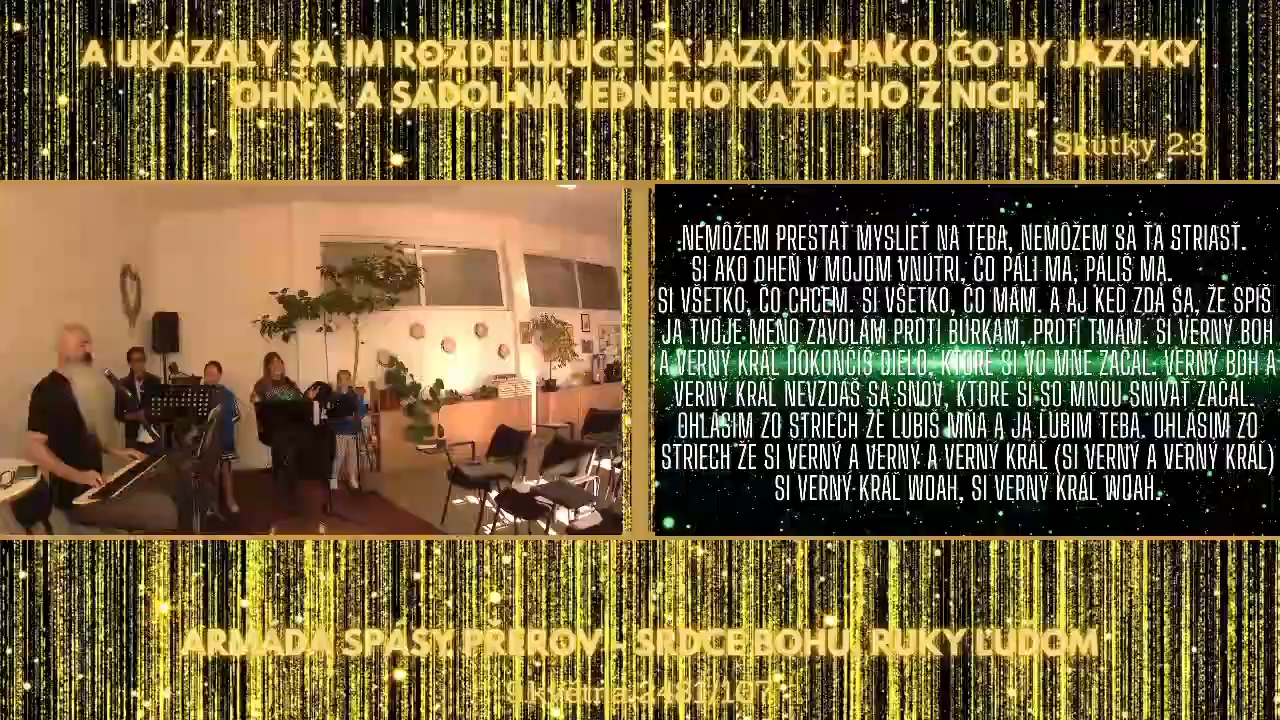 A UKÁZALY SA IM ROZDEĽUJÚCE SA JAZYKY JAKO ČO BY JAZYKY
OHŇA, A SADOL NA JEDNÉHO KAŽDÉHO Z NICH.
Skutky 2:3
NEMÔŽEM PRESTAŤ MYSLIEŤ NA TEBA, NEMÔŽEM SA ŤA STRIASŤ.
SI AKO OHEŇ V MOJOM VNÚTRI, ČO PÁLI MA, PÁLIŠ MA.
SI VŠETKO, ČO CHCEM. SI VŠETKO, ČO MÁM. A AJ KEĎ ZDÁ SA, ŽE SPÍŠ
JA TVOJE MENO ZAVOLÁM PROTI BÚRKAM, PROTI TMÁM. SI VERNÝ BOH
A VERNÝ KRÁĽ DOKONČÍŠ DIELO, KTORÉ SI VO MNE ZAČAL. VERNÝ BOH A
VERNÝ KRÁĽ NEVZDÁŠ SA SNOV, KTORÉ SI SO MNOU SNÍVAŤ ZAČAL.
OHLÁSIM ZO STRIECH ŽE ĽÚBIŠ MŇA A JA ĽÚBIM TEBA. OHLÁSIM ZO
STRIECH ŽE SI VERNÝ A VERNÝ A VERNÝ KRÁĽ (SI VERNÝ A VERNÝ KRÁĽ)
SI VERNÝ KRÁĽ WOAH, SI VERNÝ KRÁĽ WOAH.
ARMÁDA SPÁSY PŘEROV - SRDCE BOHU, RUKY ĽUĎOM
Škvětná 3481/107